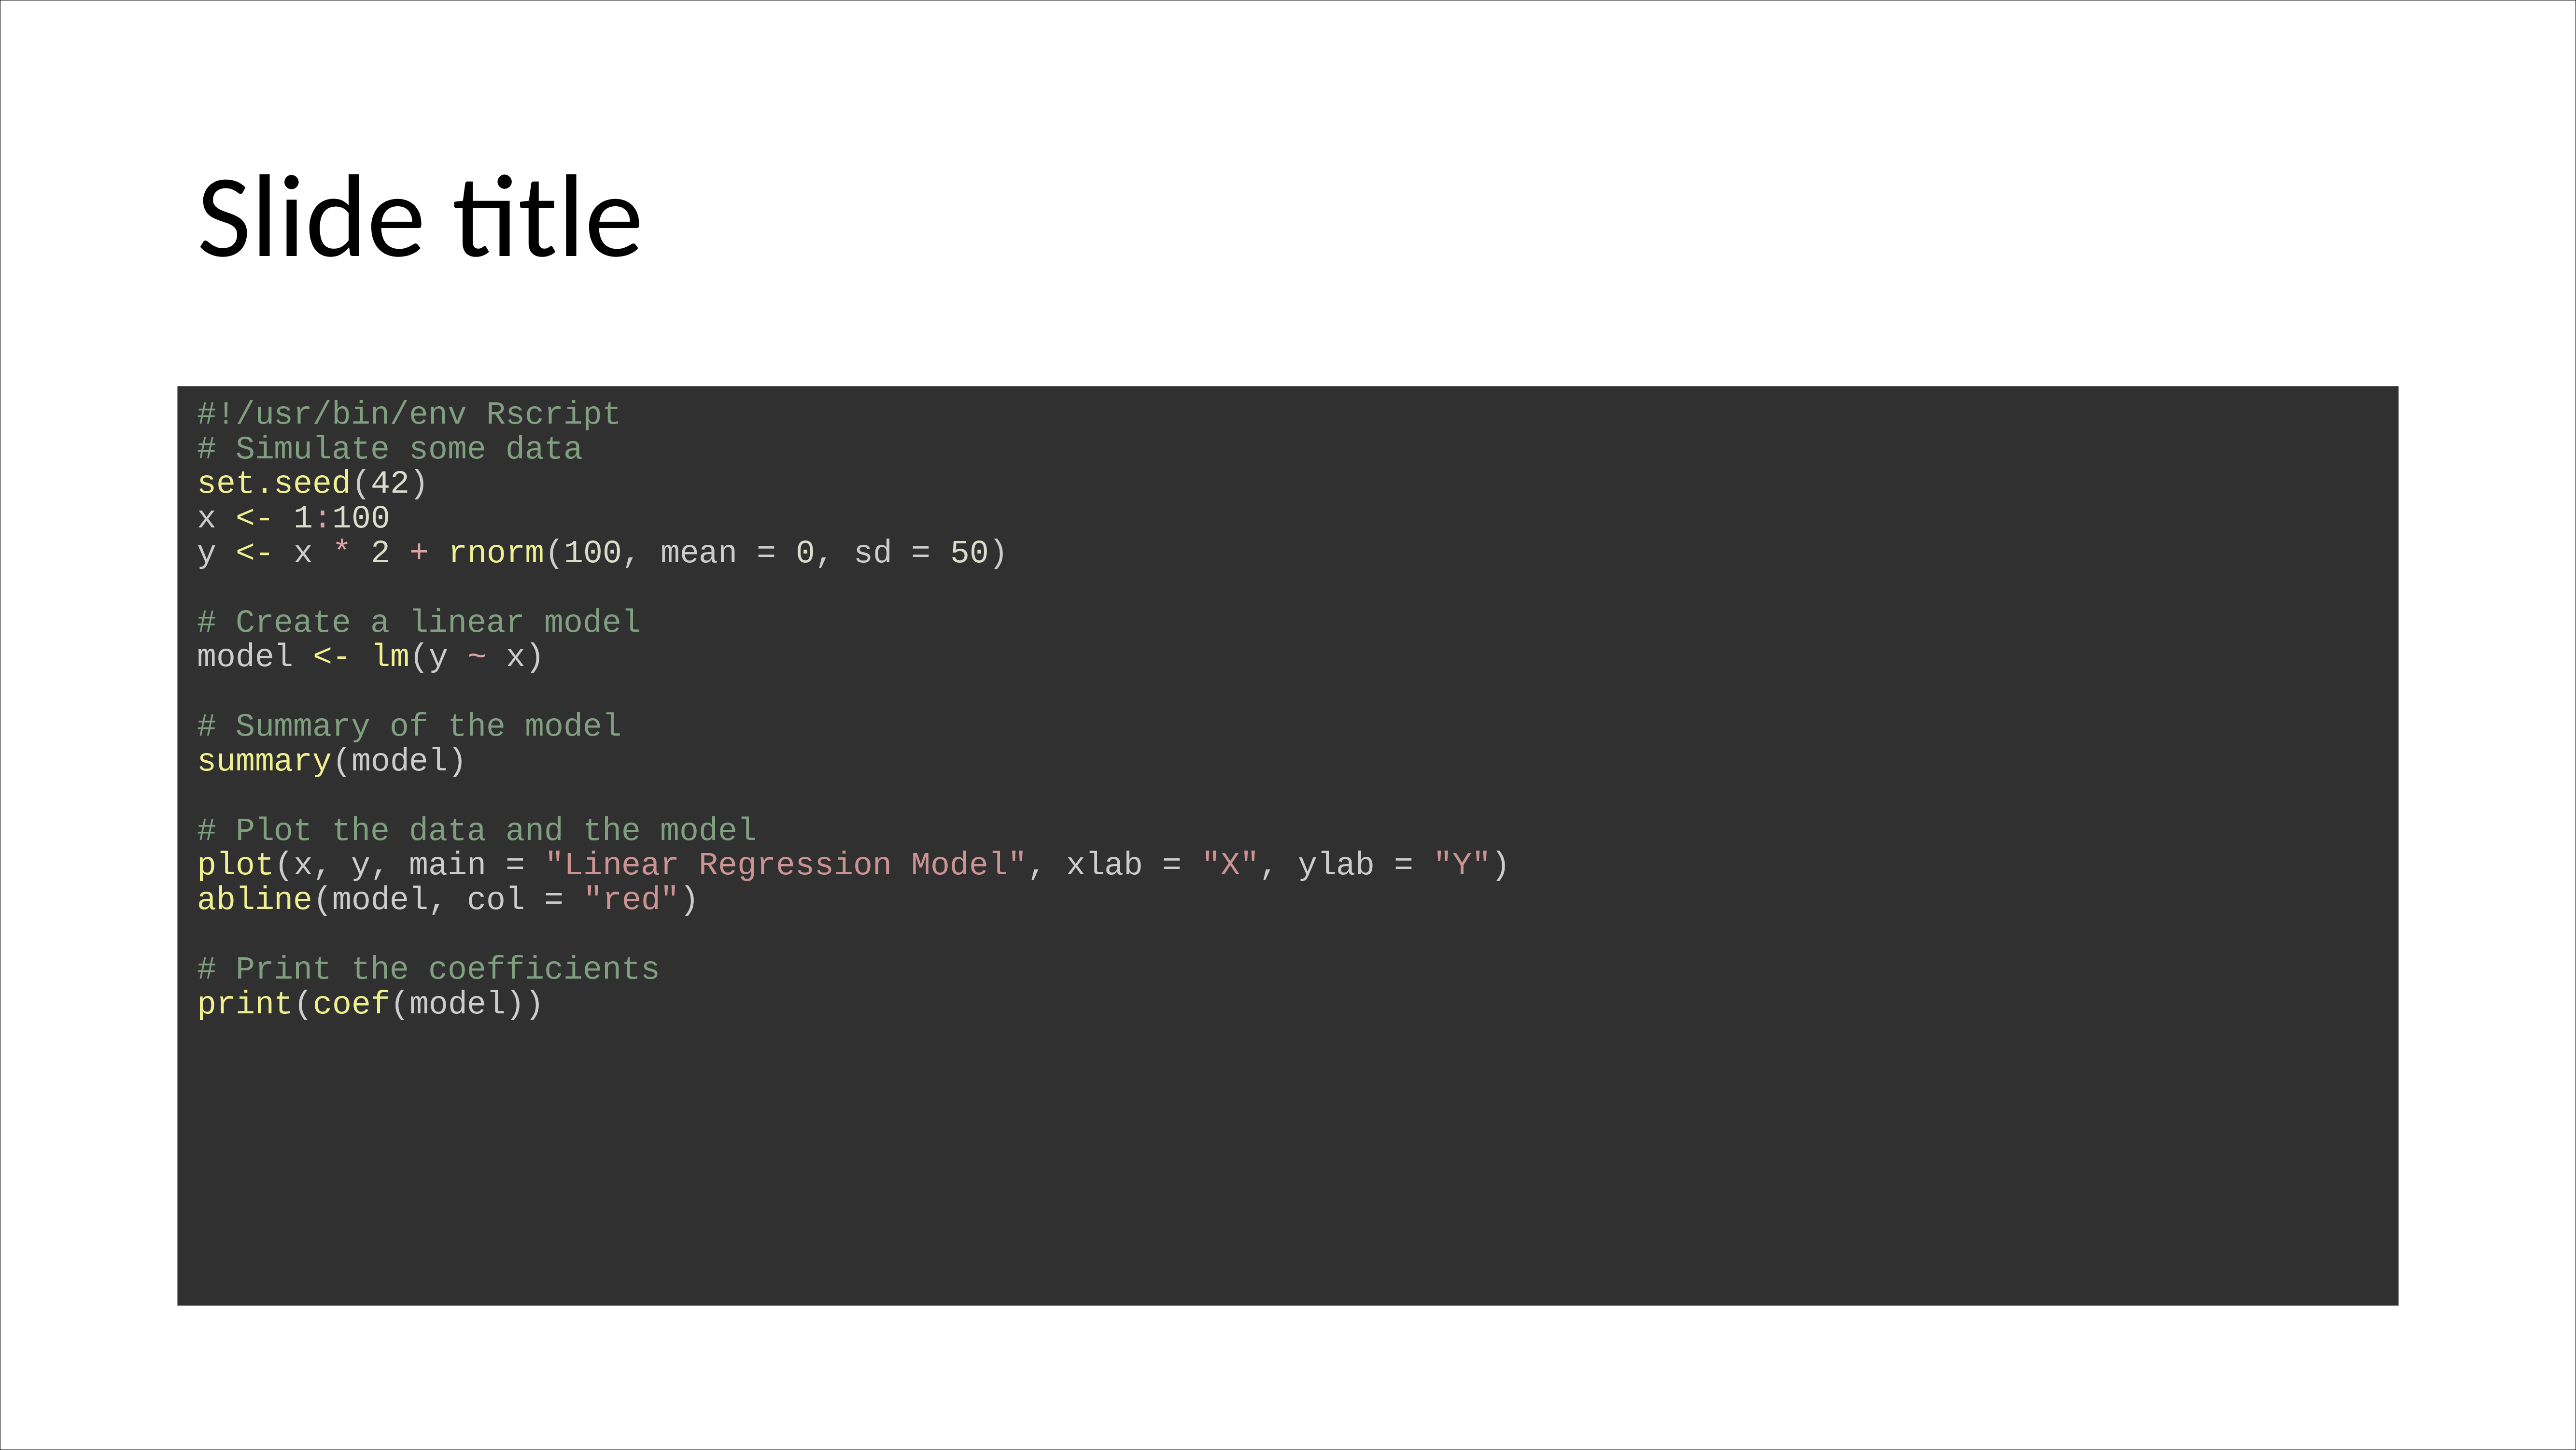 Slide title
#!/usr/bin/env Rscript
# Simulate some data
set.seed(42)
x <- 1:100
y <- x * 2 + rnorm(100, mean = 0, sd = 50)
# Create a linear model
model <- lm(y ~ x)
# Summary of the model
summary(model)
# Plot the data and the model
plot(x, y, main = "Linear Regression Model", xlab = "X", ylab = "Y")
abline(model, col = "red")
# Print the coefficients
print(coef(model))